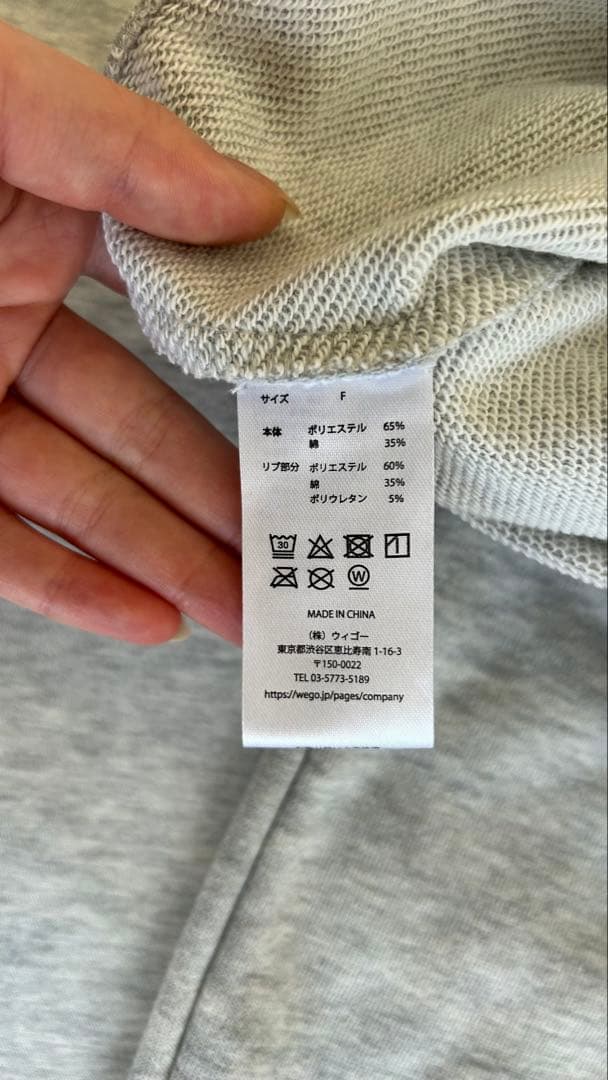 サイズ F
本体 ポリエステル 65%
綿 35%
リブ部分 ポリエステル 60%
綿 35%
ポリウレタン 5%
30
W
MADE IN CHINA
(株) ウィゴー
東京都渋谷区恵比寿南 1-16-3
〒150-0022
TEL 03-5773-5189
https://wego.jp/pages/company